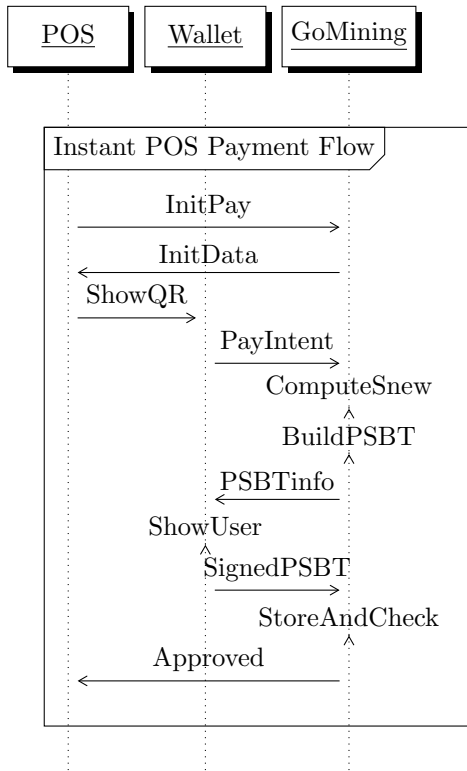 POS
Wallet
GoMining
Instant POS Payment Flow
InitPay
InitData
ShowQR
PayIntent
ComputeSnew
BuildPSBT
PSBTinfo
ShowUser
SignedPSBT
StoreAndCheck
Approved